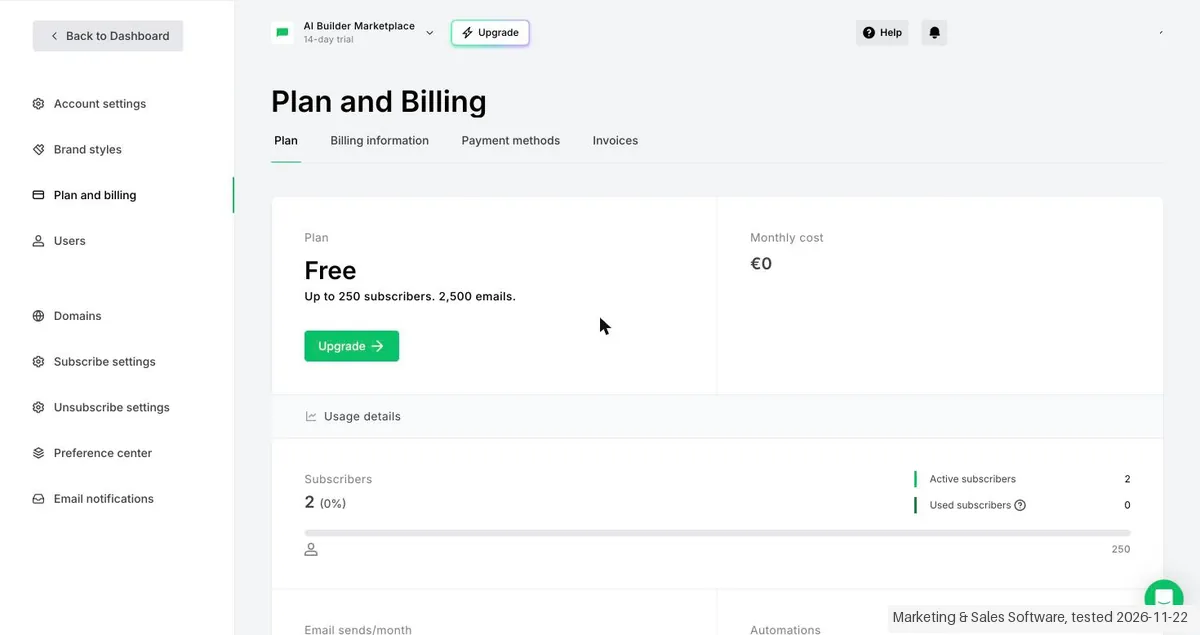 Back to Dashboard
AI Builder Marketplace
14-day trial
Upgrade
Help
Account settings
Brand styles
Plan and billing
Users
Domains
Subscribe settings
Unsubscribe settings
Preference center
Email notifications
Plan and Billing
Plan
Billing information
Payment methods
Invoices
Plan
Free
Up to 250 subscribers. 2,500 emails.
Upgrade
Monthly cost
€0
Usage details
Subscribers
2 (0%)
Active subscribers 2
Used subscribers 0
250
Email sends/month
Automations
Marketing & Sales Software, tested 2026-11-22